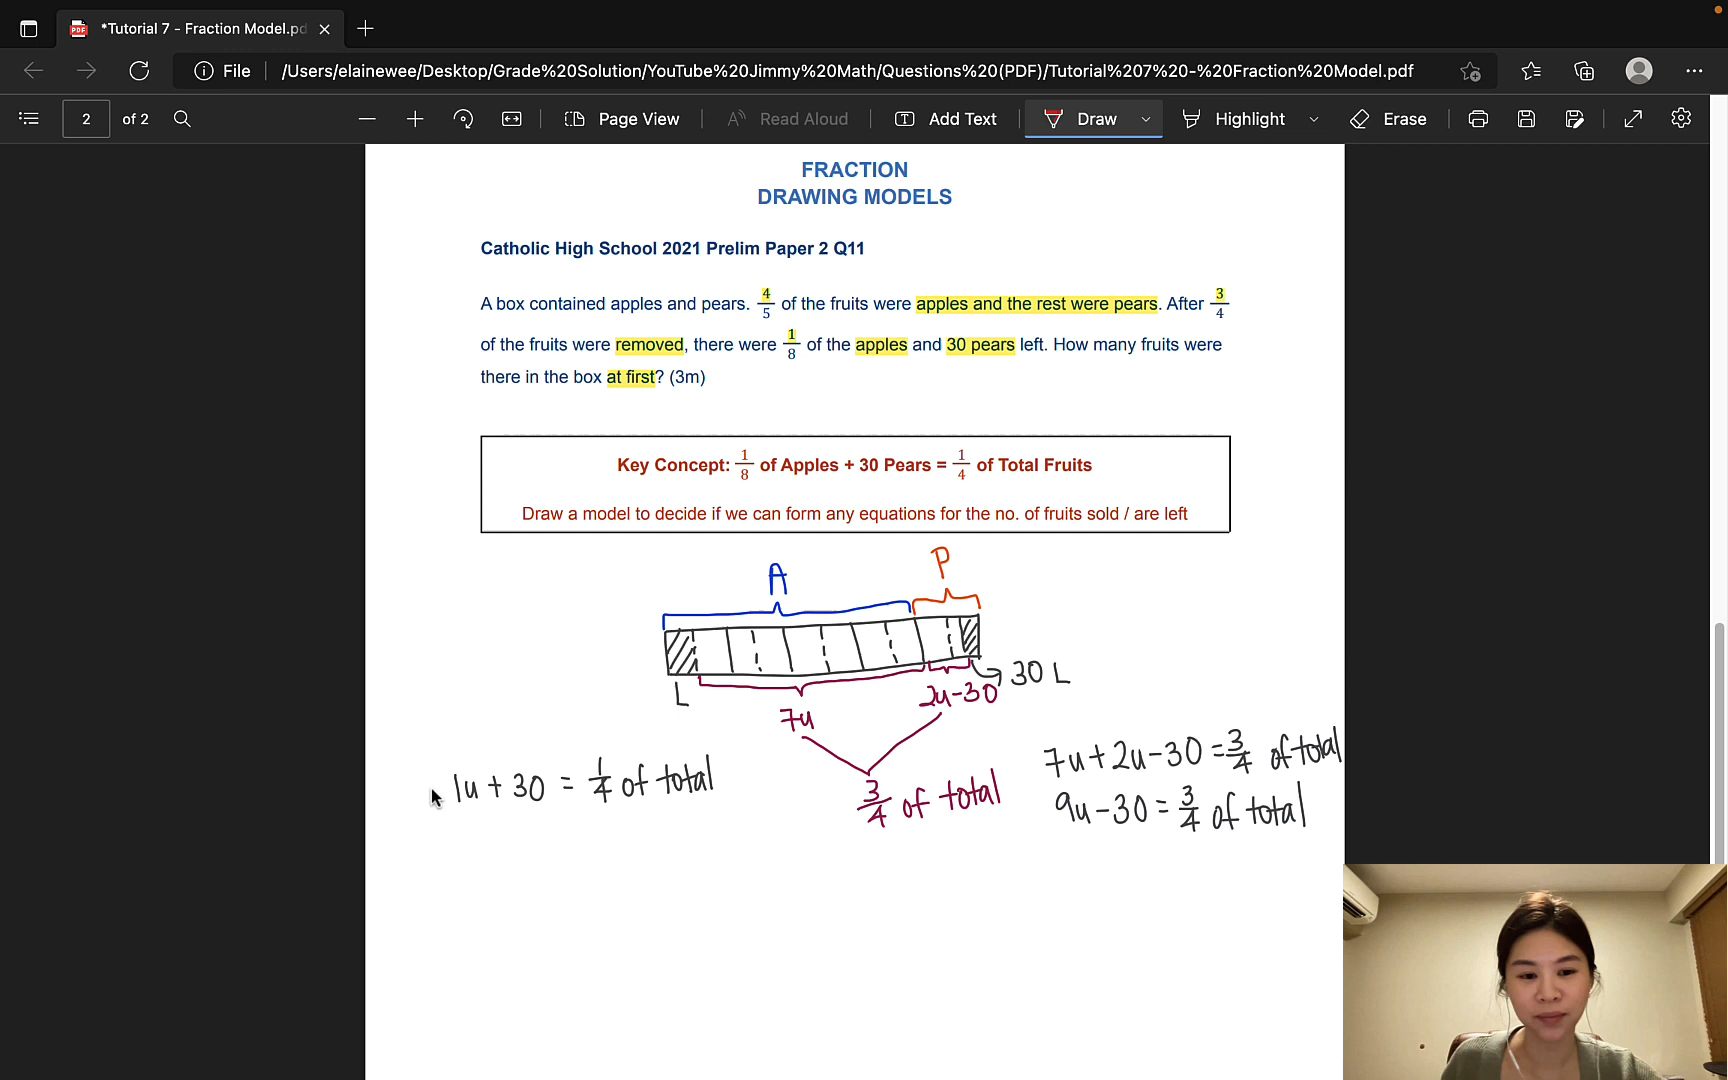 *Tutorial 7 - Fraction Model.pd
File
/Users/elainewee/Desktop/Grade%20Solution/YouTube%20Jimmy%20Math/Questions%20(PDF)/Tutorial%207%20-%20Fraction%20Model.pdf
2 of 2
Page View
Read Aloud
Add Text
Draw
Highlight
Erase
FRACTION
DRAWING MODELS
Catholic High School 2021 Prelim Paper 2 Q11
A box contained apples and pears. 4/5 of the fruits were apples and the rest were pears. After 3/4
of the fruits were removed, there were 1/8 of the apples and 30 pears left. How many fruits were
there in the box at first? (3m)
Key Concept: 1/8 of Apples + 30 Pears = 1/4 of Total Fruits
Draw a model to decide if we can form any equations for the no. of fruits sold / are left
A
P
L
30 L
7u
2u-30
1u + 30 = 1/4 of total
3/4 of total
7u+2u-30=3/4 of total
9u-30=3/4 of total